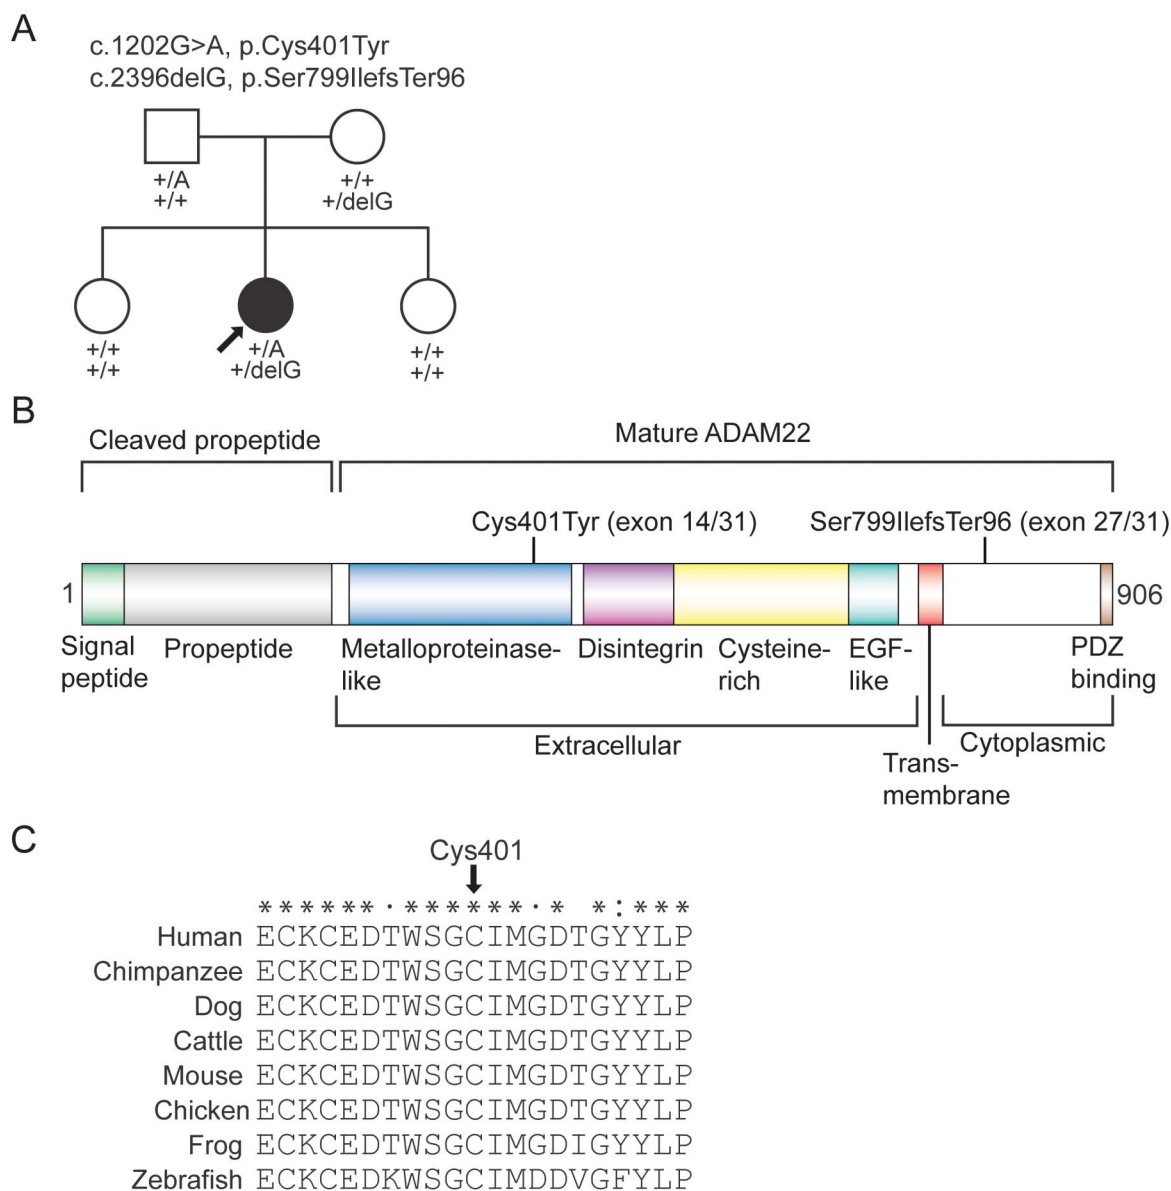 A
c.1202G>A, p.Cys401Tyr
c.2396delG, p.Ser799IlefsTer96
+/A +/+
+/+ +/delG
+/+ +/A +/+
+/+ +/delG +/+
B
Cleaved propeptide Mature ADAM22
Cys401Tyr (exon 14/31) Ser799IlefsTer96 (exon 27/31)
1 906
Signal peptide
Propeptide
Metalloproteinase-like
Disintegrin
Cysteine-rich
EGF-like
PDZ binding
Extracellular
Trans-membrane
Cytoplasmic
C
Cys401
******·******·* *:***
Human ECKCEDTWSGCIMGDTGYYLP
Chimpanzee ECKCEDTWSGCIMGDTGYYLP
Dog ECKCEDTWSGCIMGDTGYYLP
Cattle ECKCEDTWSGCIMGDTGYYLP
Mouse ECKCEDTWSGCIMGDTGYYLP
Chicken ECKCEDTWSGCIMGDTGYYLP
Frog ECKCEDTWSGCIMGDIGYYLP
Zebrafish ECKCEDKWSGCIMDDVGFYLP